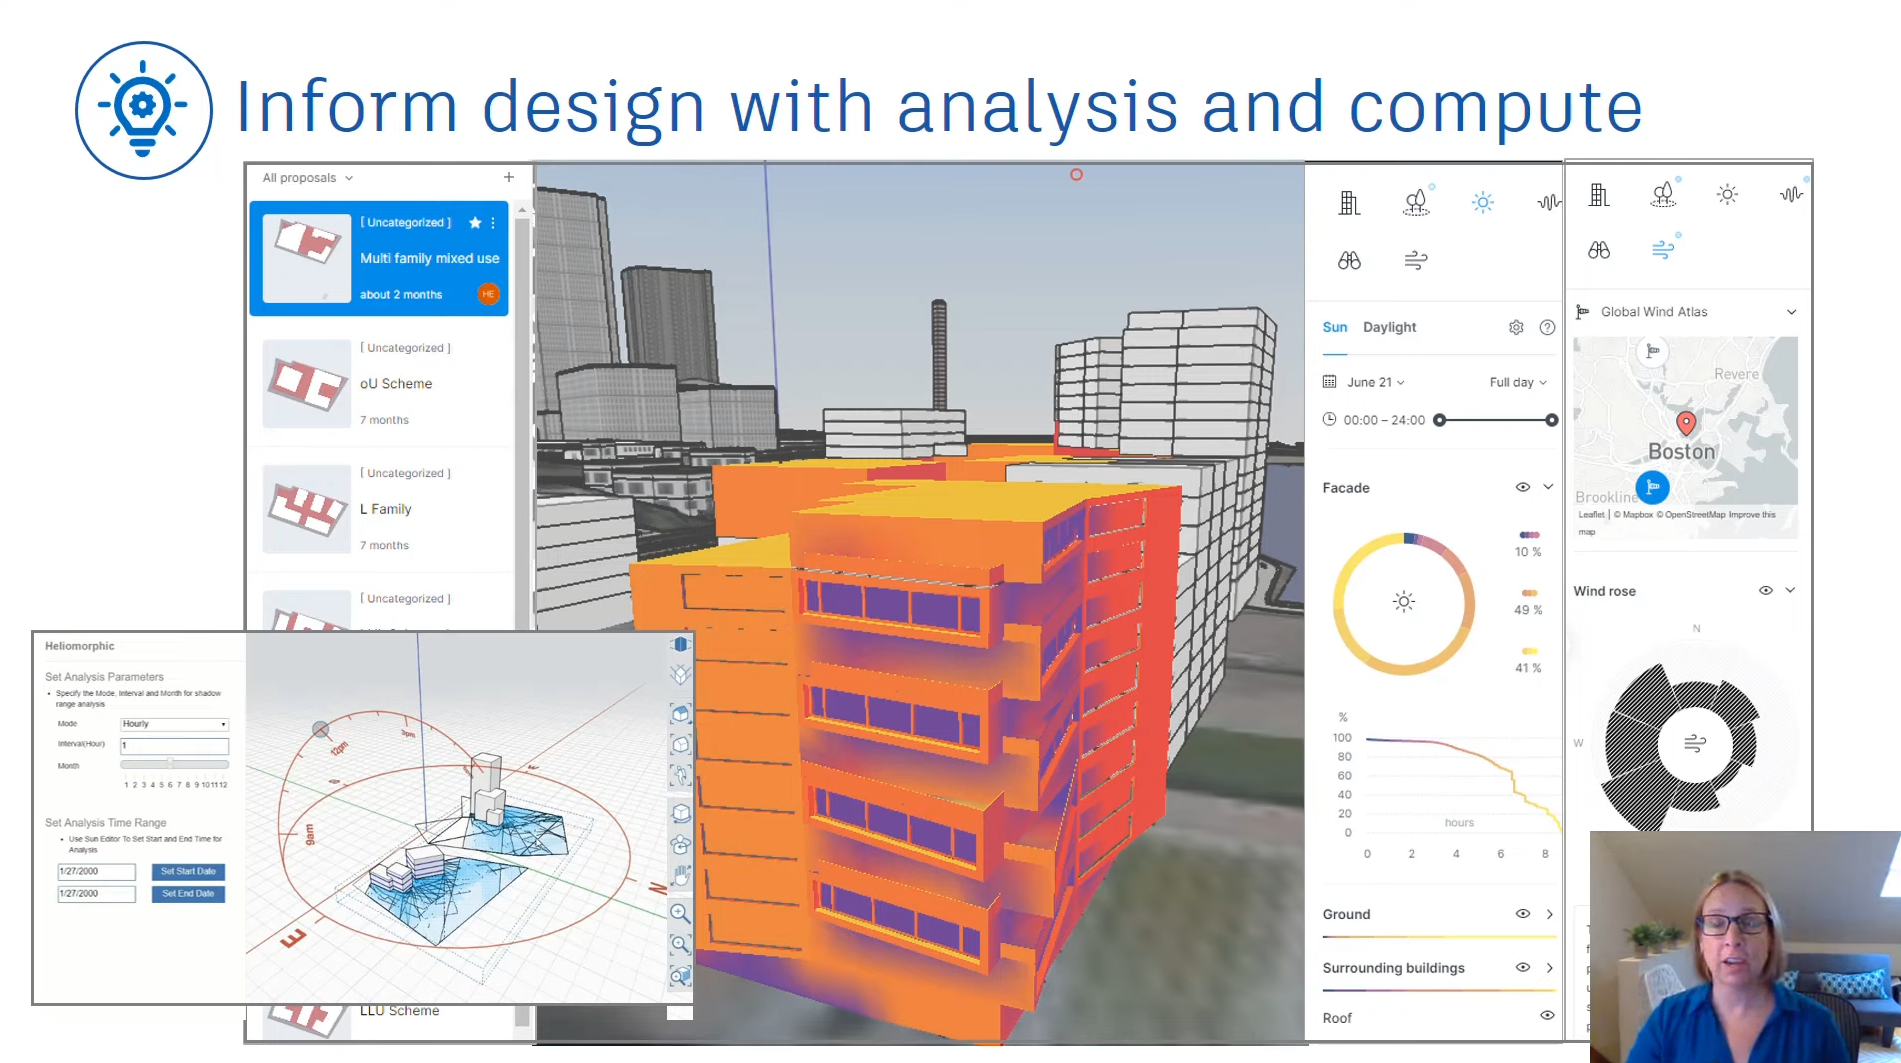 Inform design with analysis and compute
All proposals
[ Uncategorized ]
Multi family mixed use
about 2 months
HE
[ Uncategorized ]
oU Scheme
7 months
[ Uncategorized ]
L Family
7 months
[ Uncategorized ]
LLU Scheme
Heliomorphic
Set Analysis Parameters
• Specify the Mode, Interval and Month for shadow
range analysis
Mode
Hourly
Interval(Hour)
1
Month
1 2 3 4 5 6 7 8 9 10 11 12
Set Analysis Time Range
• Use Sun Editor To Set Start and End Time for
Analysis
1/27/2000
Set Start Date
1/27/2000
Set End Date
12pm
3pm
9am
E
N
Sun
Daylight
June 21
Full day
00:00 – 24:00
Facade
10 %
49 %
41 %
%
100
80
60
40
20
0
hours
0 2 4 6 8
Ground
Surrounding buildings
Roof
Global Wind Atlas
Revere
Boston
Brookline
Leaflet | © Mapbox © OpenStreetMap Improve this
map
Wind rose
N
W